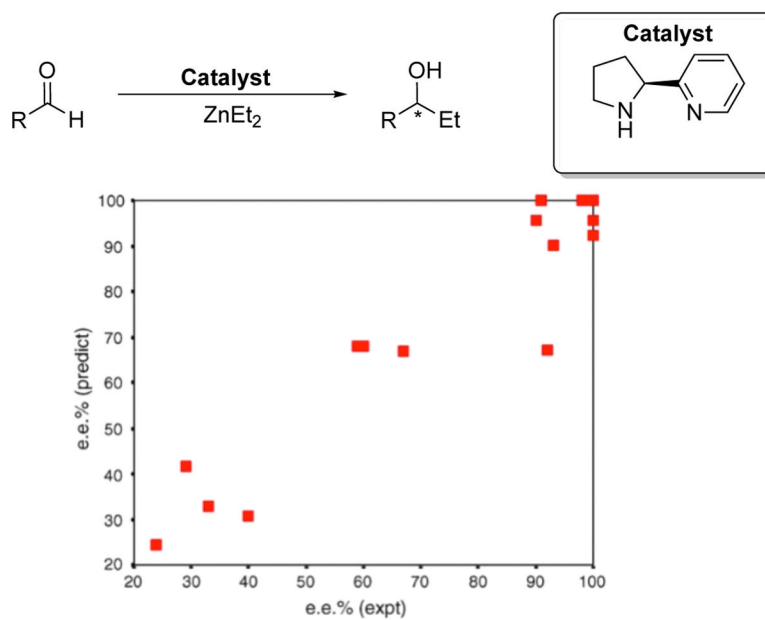 O
R
H
Catalyst
ZnEt2
OH
R
*
Et
Catalyst
N
H
N
100
90
80
70
60
50
40
30
20
e.e.% (predict)
20 30 40 50 60 70 80 90 100
e.e.% (expt)